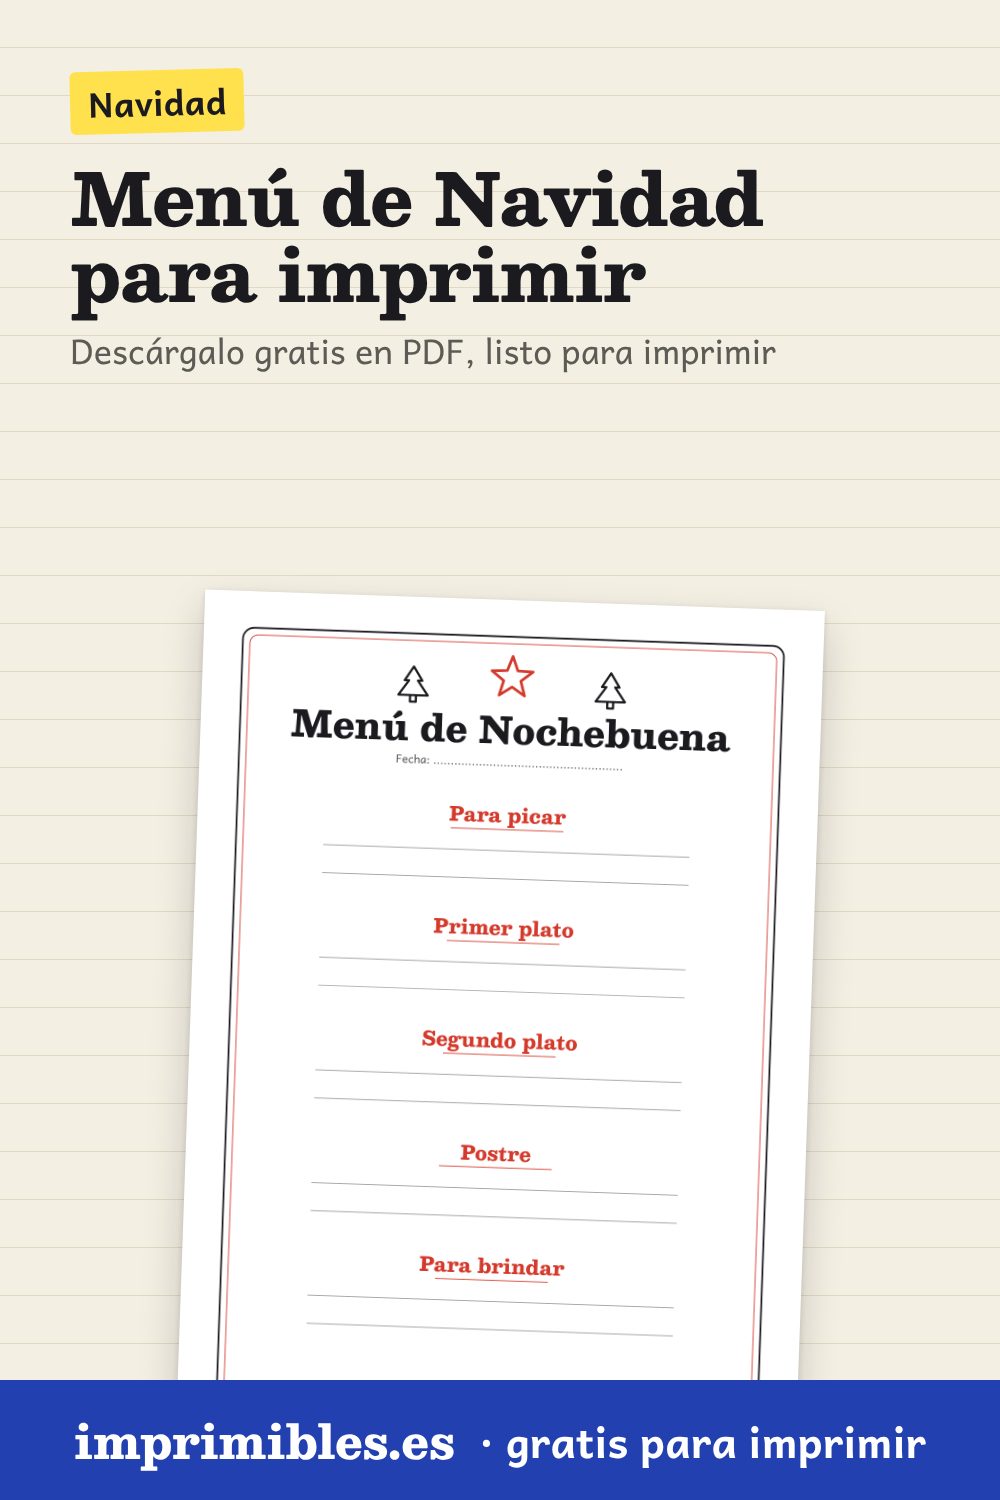 Navidad
Menú de Navidad
para imprimir
Descárgalo gratis en PDF, listo para imprimir
Menú de Nochebuena
Fecha: ........................................................
Para picar
Primer plato
Segundo plato
Postre
Para brindar
imprimibles.es · gratis para imprimir